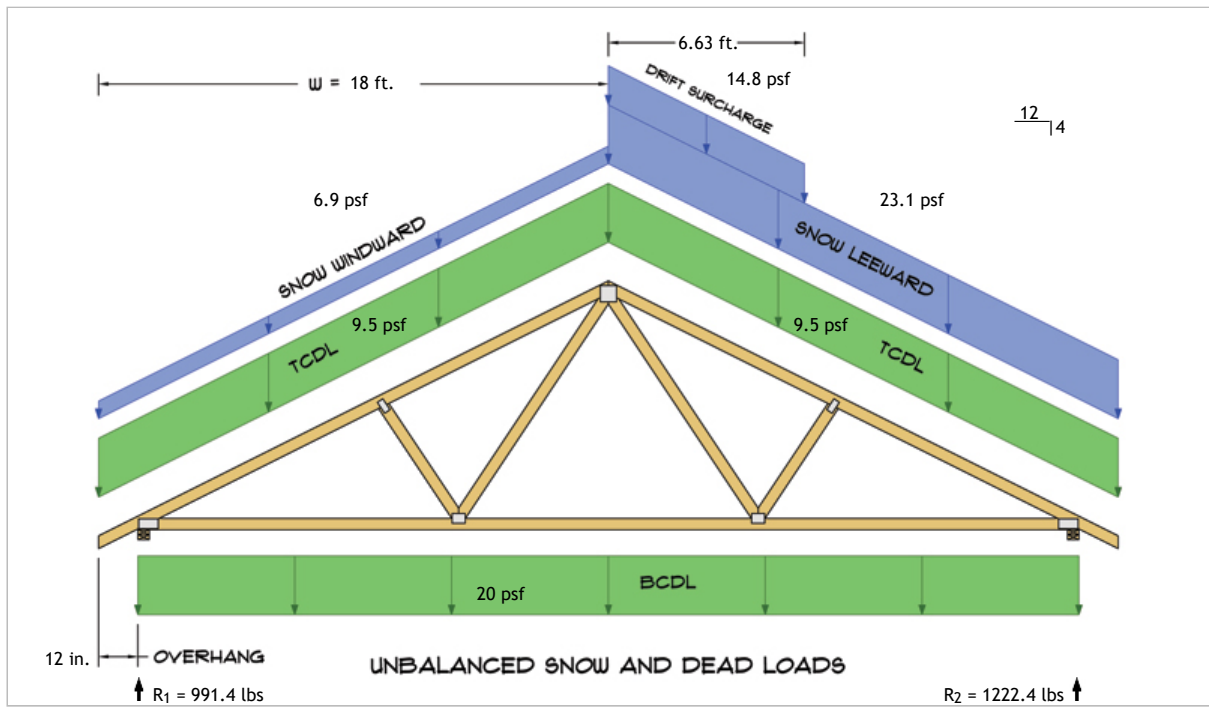 6.63 ft.
W = 18 ft.
DRIFT SURCHARGE
14.8 psf
12
4
6.9 psf
23.1 psf
SNOW WINDWARD
SNOW LEEWARD
9.5 psf
9.5 psf
TCDL
TCDL
20 psf
BCDL
12 in.
OVERHANG
UNBALANCED SNOW AND DEAD LOADS
R1 = 991.4 lbs
R2 = 1222.4 lbs